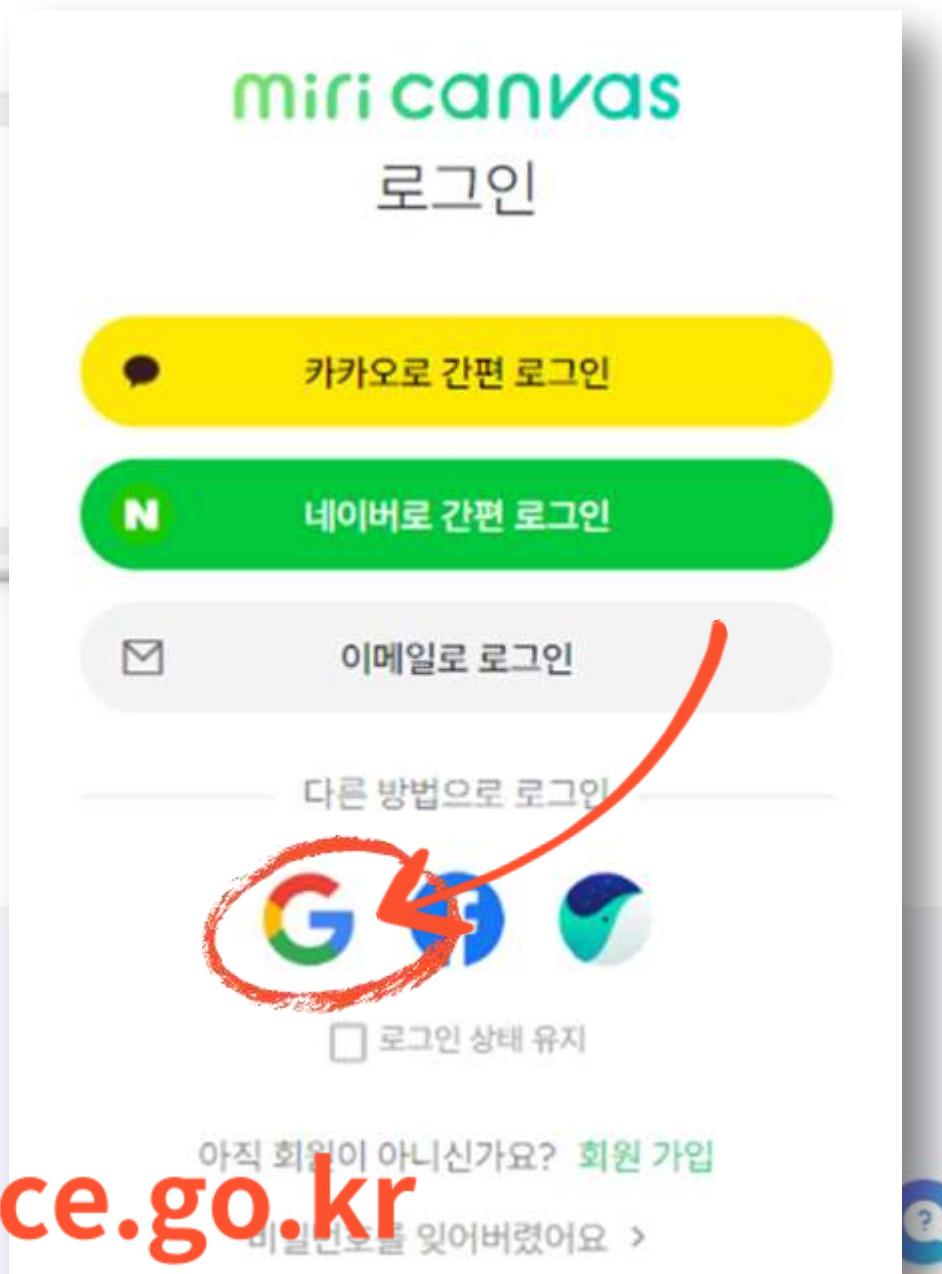 miri canvas
로그인
카카오로 간편 로그인
N 네이버로 간편 로그인
이메일로 로그인
다른 방법으로 로그인
로그인 상태 유지
아직 회원이 아니신가요? 회원 가입
ce.go.kr
비밀번호를 잊어버렸어요 >
?